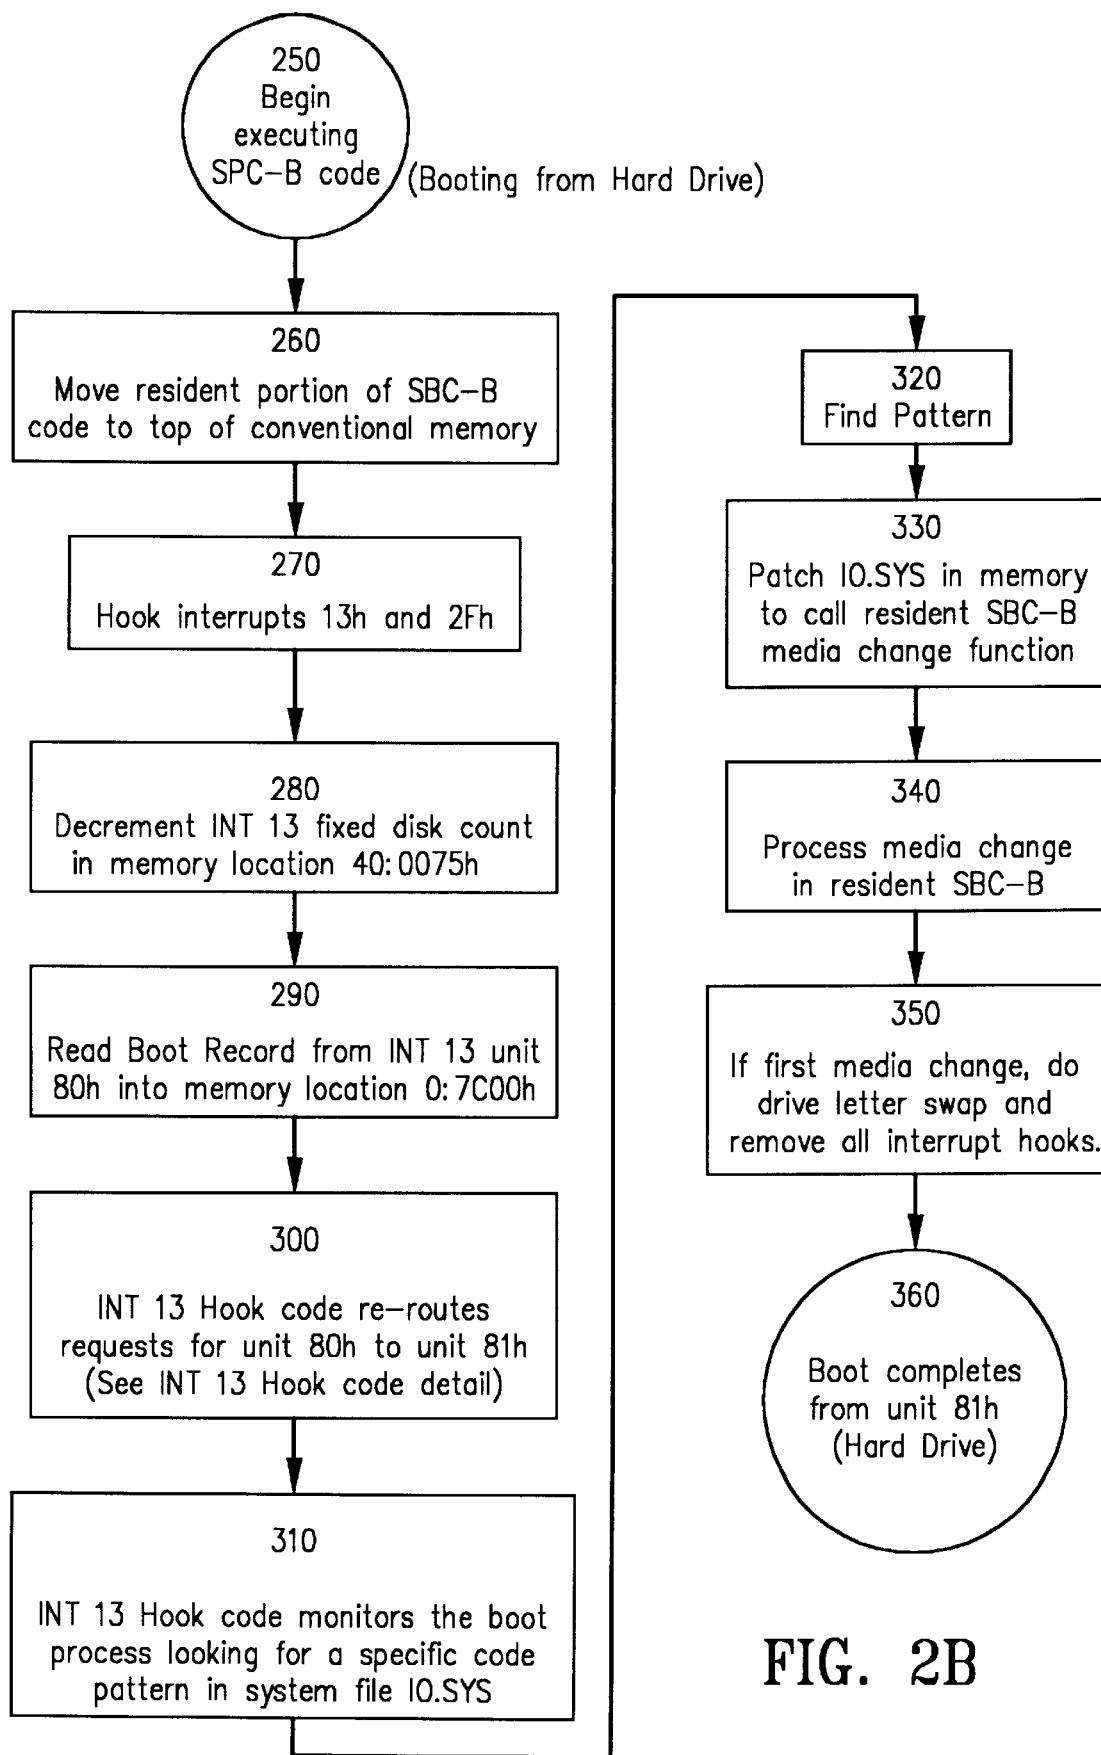 250
Begin
executing
SPC-B code
(Booting from Hard Drive)
260
Move resident portion of SBC-B
code to top of conventional memory
270
Hook interrupts 13h and 2Fh
280
Decrement INT 13 fixed disk count
in memory location 40:0075h
290
Read Boot Record from INT 13 unit
80h into memory location 0:7C00h
300
INT 13 Hook code re-routes
requests for unit 80h to unit 81h
(See INT 13 Hook code detail)
310
INT 13 Hook code monitors the boot
process looking for a specific code
pattern in system file IO.SYS
320
Find Pattern
330
Patch IO.SYS in memory
to call resident SBC-B
media change function
340
Process media change
in resident SBC-B
350
If first media change, do
drive letter swap and
remove all interrupt hooks.
360
Boot completes
from unit 81h
(Hard Drive)
FIG. 2B